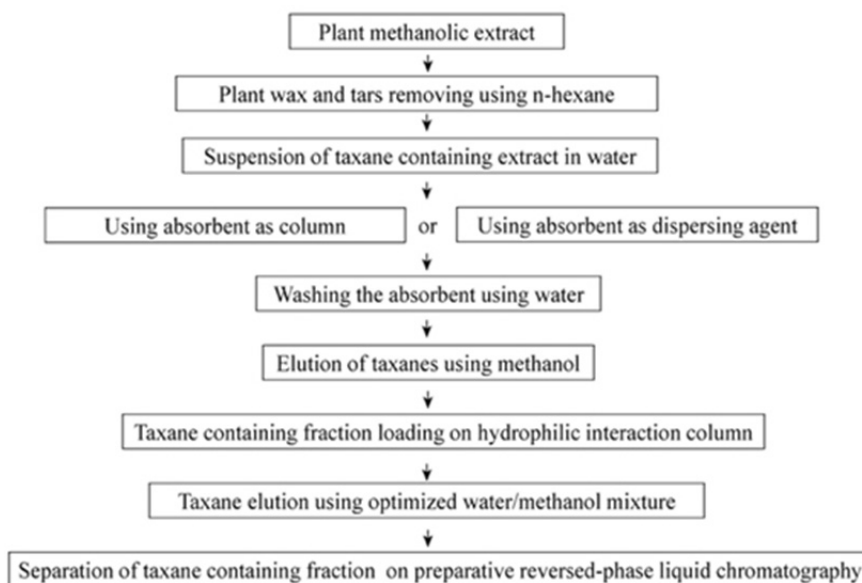 Plant methanolic extract
Plant wax and tars removing using n-hexane
Suspension of taxane containing extract in water
Using absorbent as column or Using absorbent as dispersing agent
Washing the absorbent using water
Elution of taxanes using methanol
Taxane containing fraction loading on hydrophilic interaction column
Taxane elution using optimized water/methanol mixture
Separation of taxane containing fraction on preparative reversed-phase liquid chromatography